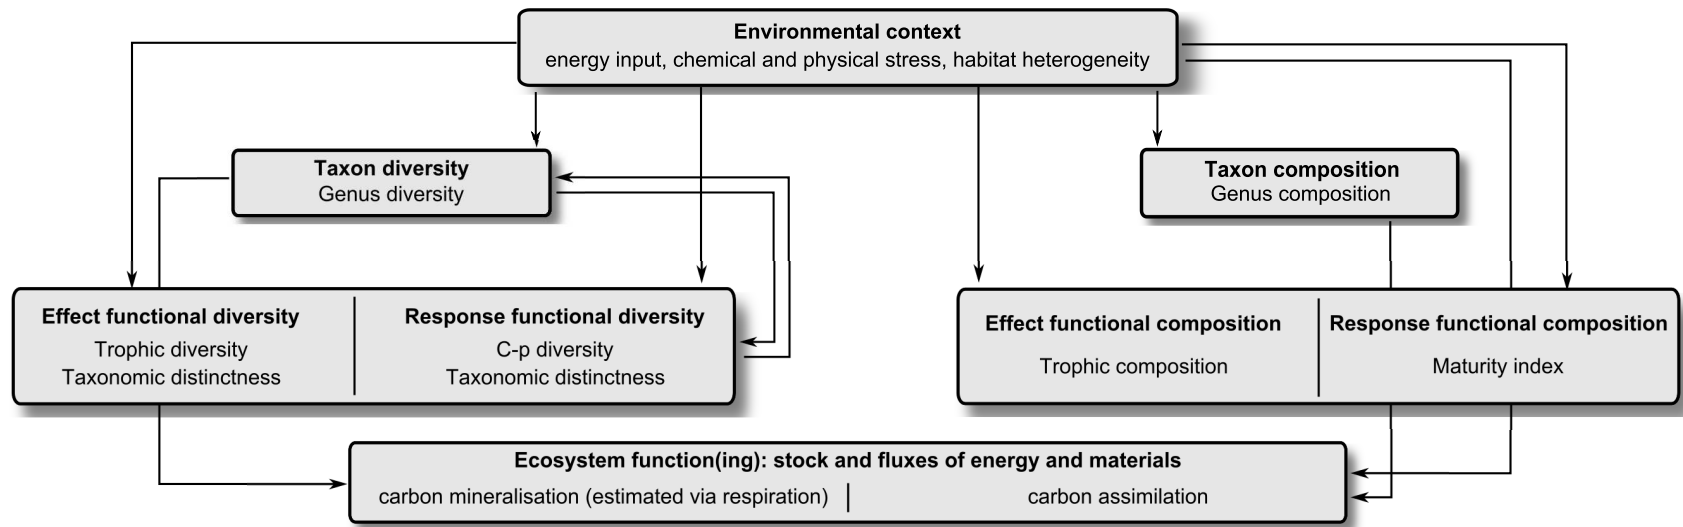 Environmental context
energy input, chemical and physical stress, habitat heterogeneity
Taxon diversity
Genus diversity
Taxon composition
Genus composition
Effect functional diversity
Trophic diversity
Taxonomic distinctness
Response functional diversity
C-p diversity
Taxonomic distinctness
Effect functional composition
Trophic composition
Response functional composition
Maturity index
Ecosystem function(ing): stock and fluxes of energy and materials
carbon mineralisation (estimated via respiration)
carbon assimilation